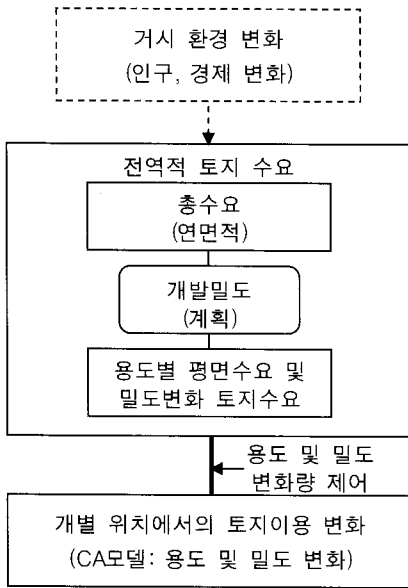 거시 환경 변화
(인구, 경제 변화)
전역적 토지 수요
총수요
(연면적)
개발밀도
(계획)
용도별 평면수요 및
밀도변화 토지수요
용도 및 밀도
변화량 제어
개별 위치에서의 토지이용 변화
(CA모델: 용도 및 밀도 변화)